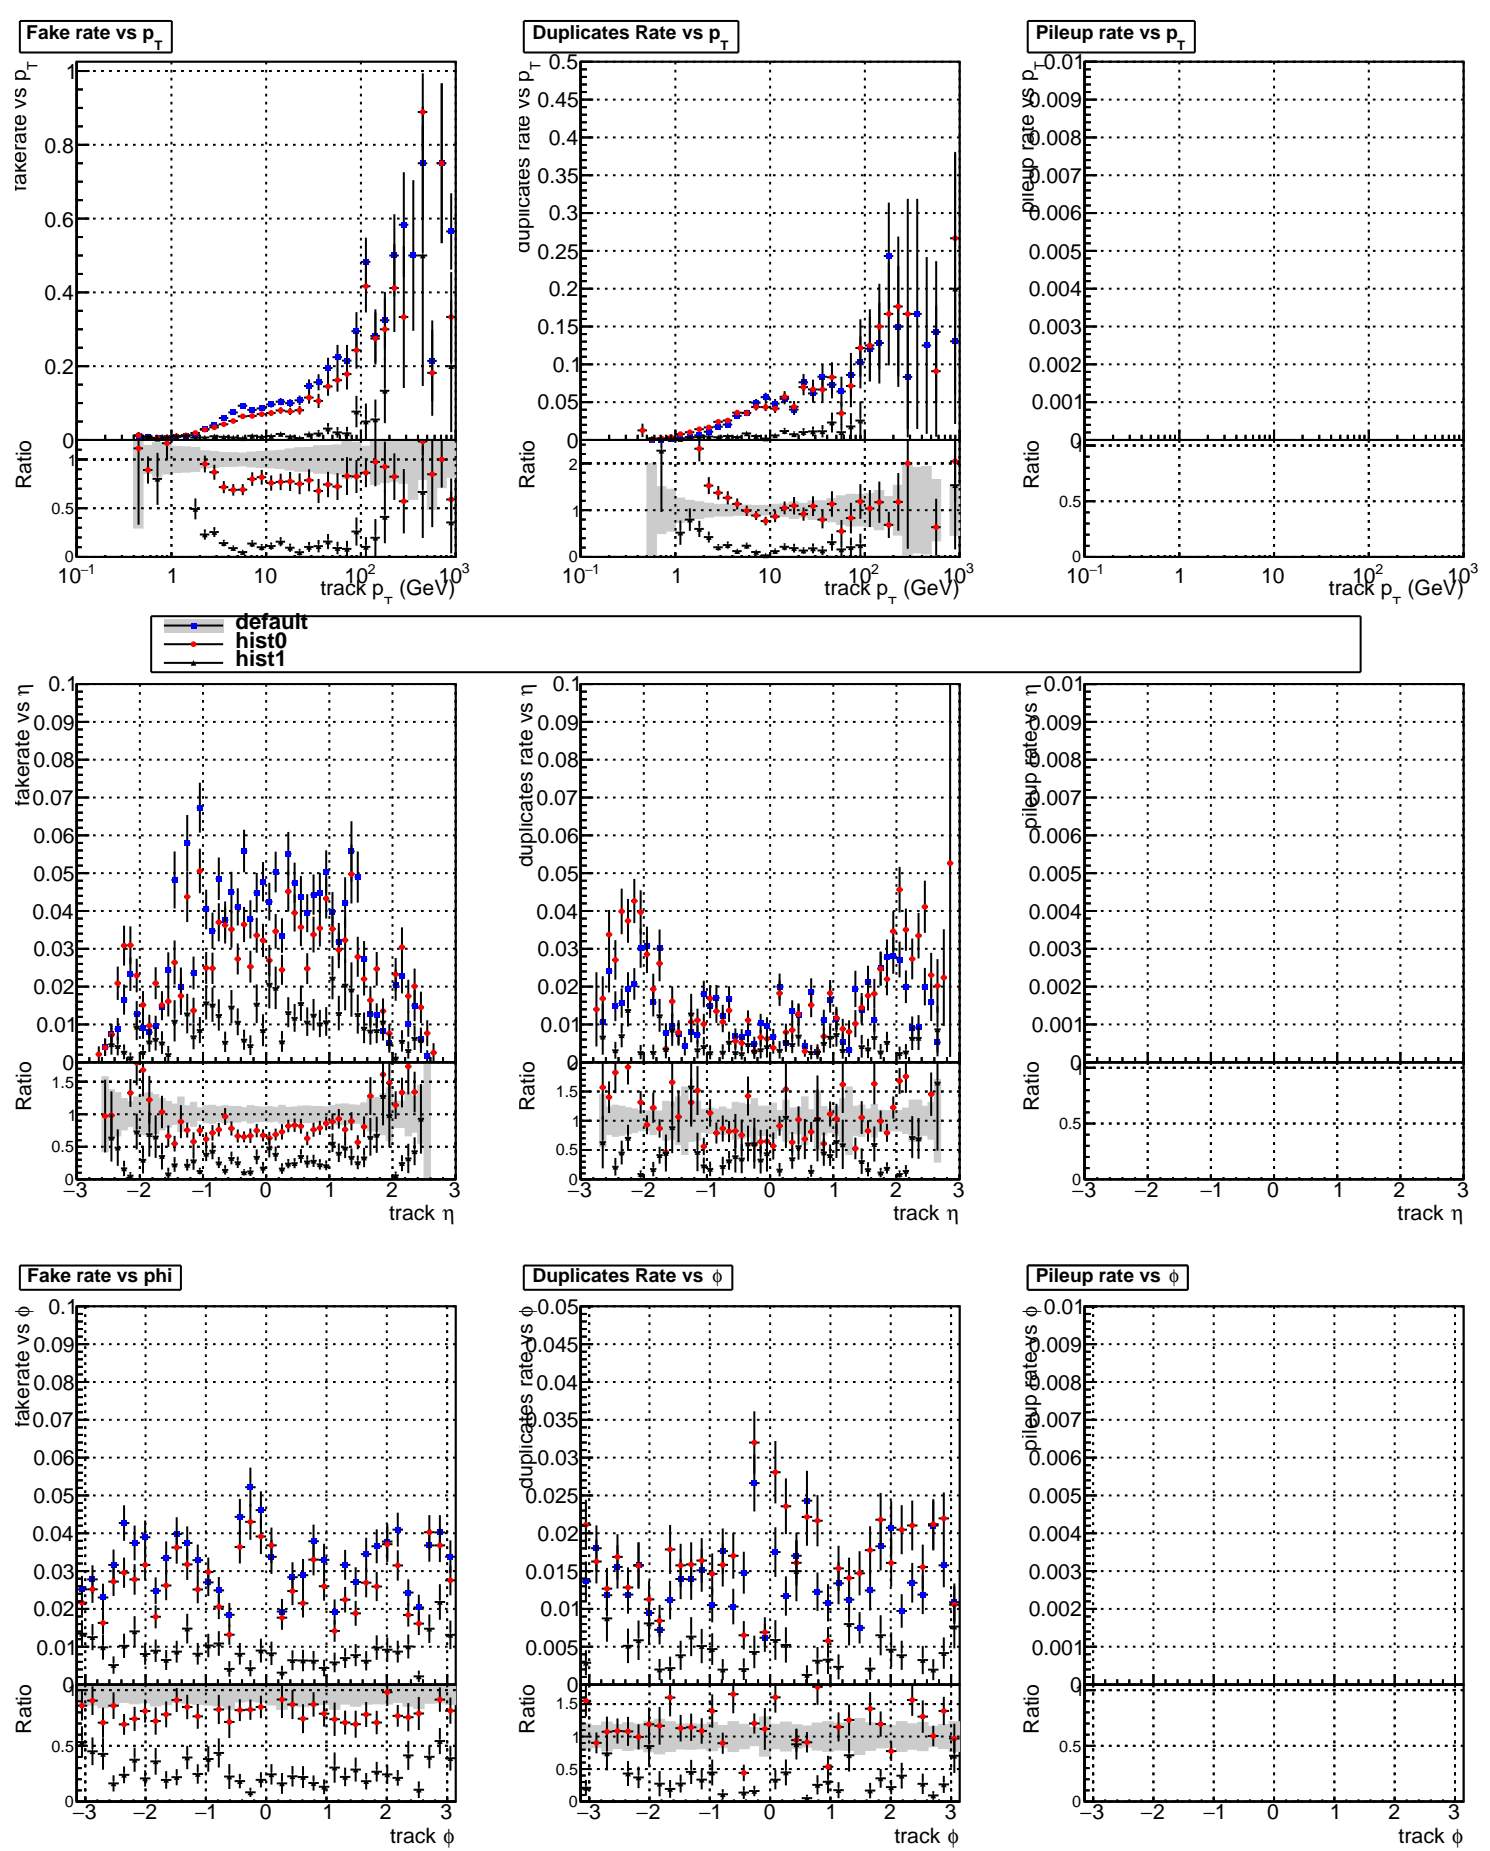 Fake rate vs p_T
Duplicates Rate vs p_T
Pileup rate vs p_T
fakerate vs p_T
1
0.8
0.6
0.4
0.2
0
Ratio
1
0.5
0
10⁻¹ 1 10 10² 10³
track p_T (GeV)
duplicates rate vs p_T
0.5
0.45
0.4
0.35
0.3
0.25
0.2
0.15
0.1
0.05
0
Ratio
2
1
0
10⁻¹ 1 10 10² 10³
track p_T (GeV)
pileup rate vs p_T
0.01
0.009
0.008
0.007
0.006
0.005
0.004
0.003
0.002
0.001
0
Ratio
0.5
0
10⁻¹ 1 10 10² 10³
track p_T (GeV)
default
hist0
hist1
fakerate vs η
0.1
0.09
0.08
0.07
0.06
0.05
0.04
0.03
0.02
0.01
0
Ratio
1.5
1
0.5
0
−3 −2 −1 0 1 2 3
track η
duplicates rate vs η
0.1
0.09
0.08
0.07
0.06
0.05
0.04
0.03
0.02
0.01
0
Ratio
1.5
1
0.5
0
−3 −2 −1 0 1 2 3
track η
pileup rate vs η
0.01
0.009
0.008
0.007
0.006
0.005
0.004
0.003
0.002
0.001
0
Ratio
0.5
0
−3 −2 −1 0 1 2 3
track η
Fake rate vs phi
Duplicates Rate vs ϕ
Pileup rate vs ϕ
fakerate vs ϕ
0.1
0.09
0.08
0.07
0.06
0.05
0.04
0.03
0.02
0.01
0
Ratio
0.5
0
−3 −2 −1 0 1 2 3
track ϕ
duplicates rate vs ϕ
0.05
0.045
0.04
0.035
0.03
0.025
0.02
0.015
0.01
0.005
0
Ratio
1.5
1
0.5
0
−3 −2 −1 0 1 2 3
track ϕ
pileup rate vs ϕ
0.01
0.009
0.008
0.007
0.006
0.005
0.004
0.003
0.002
0.001
0
Ratio
0.5
0
−3 −2 −1 0 1 2 3
track ϕ